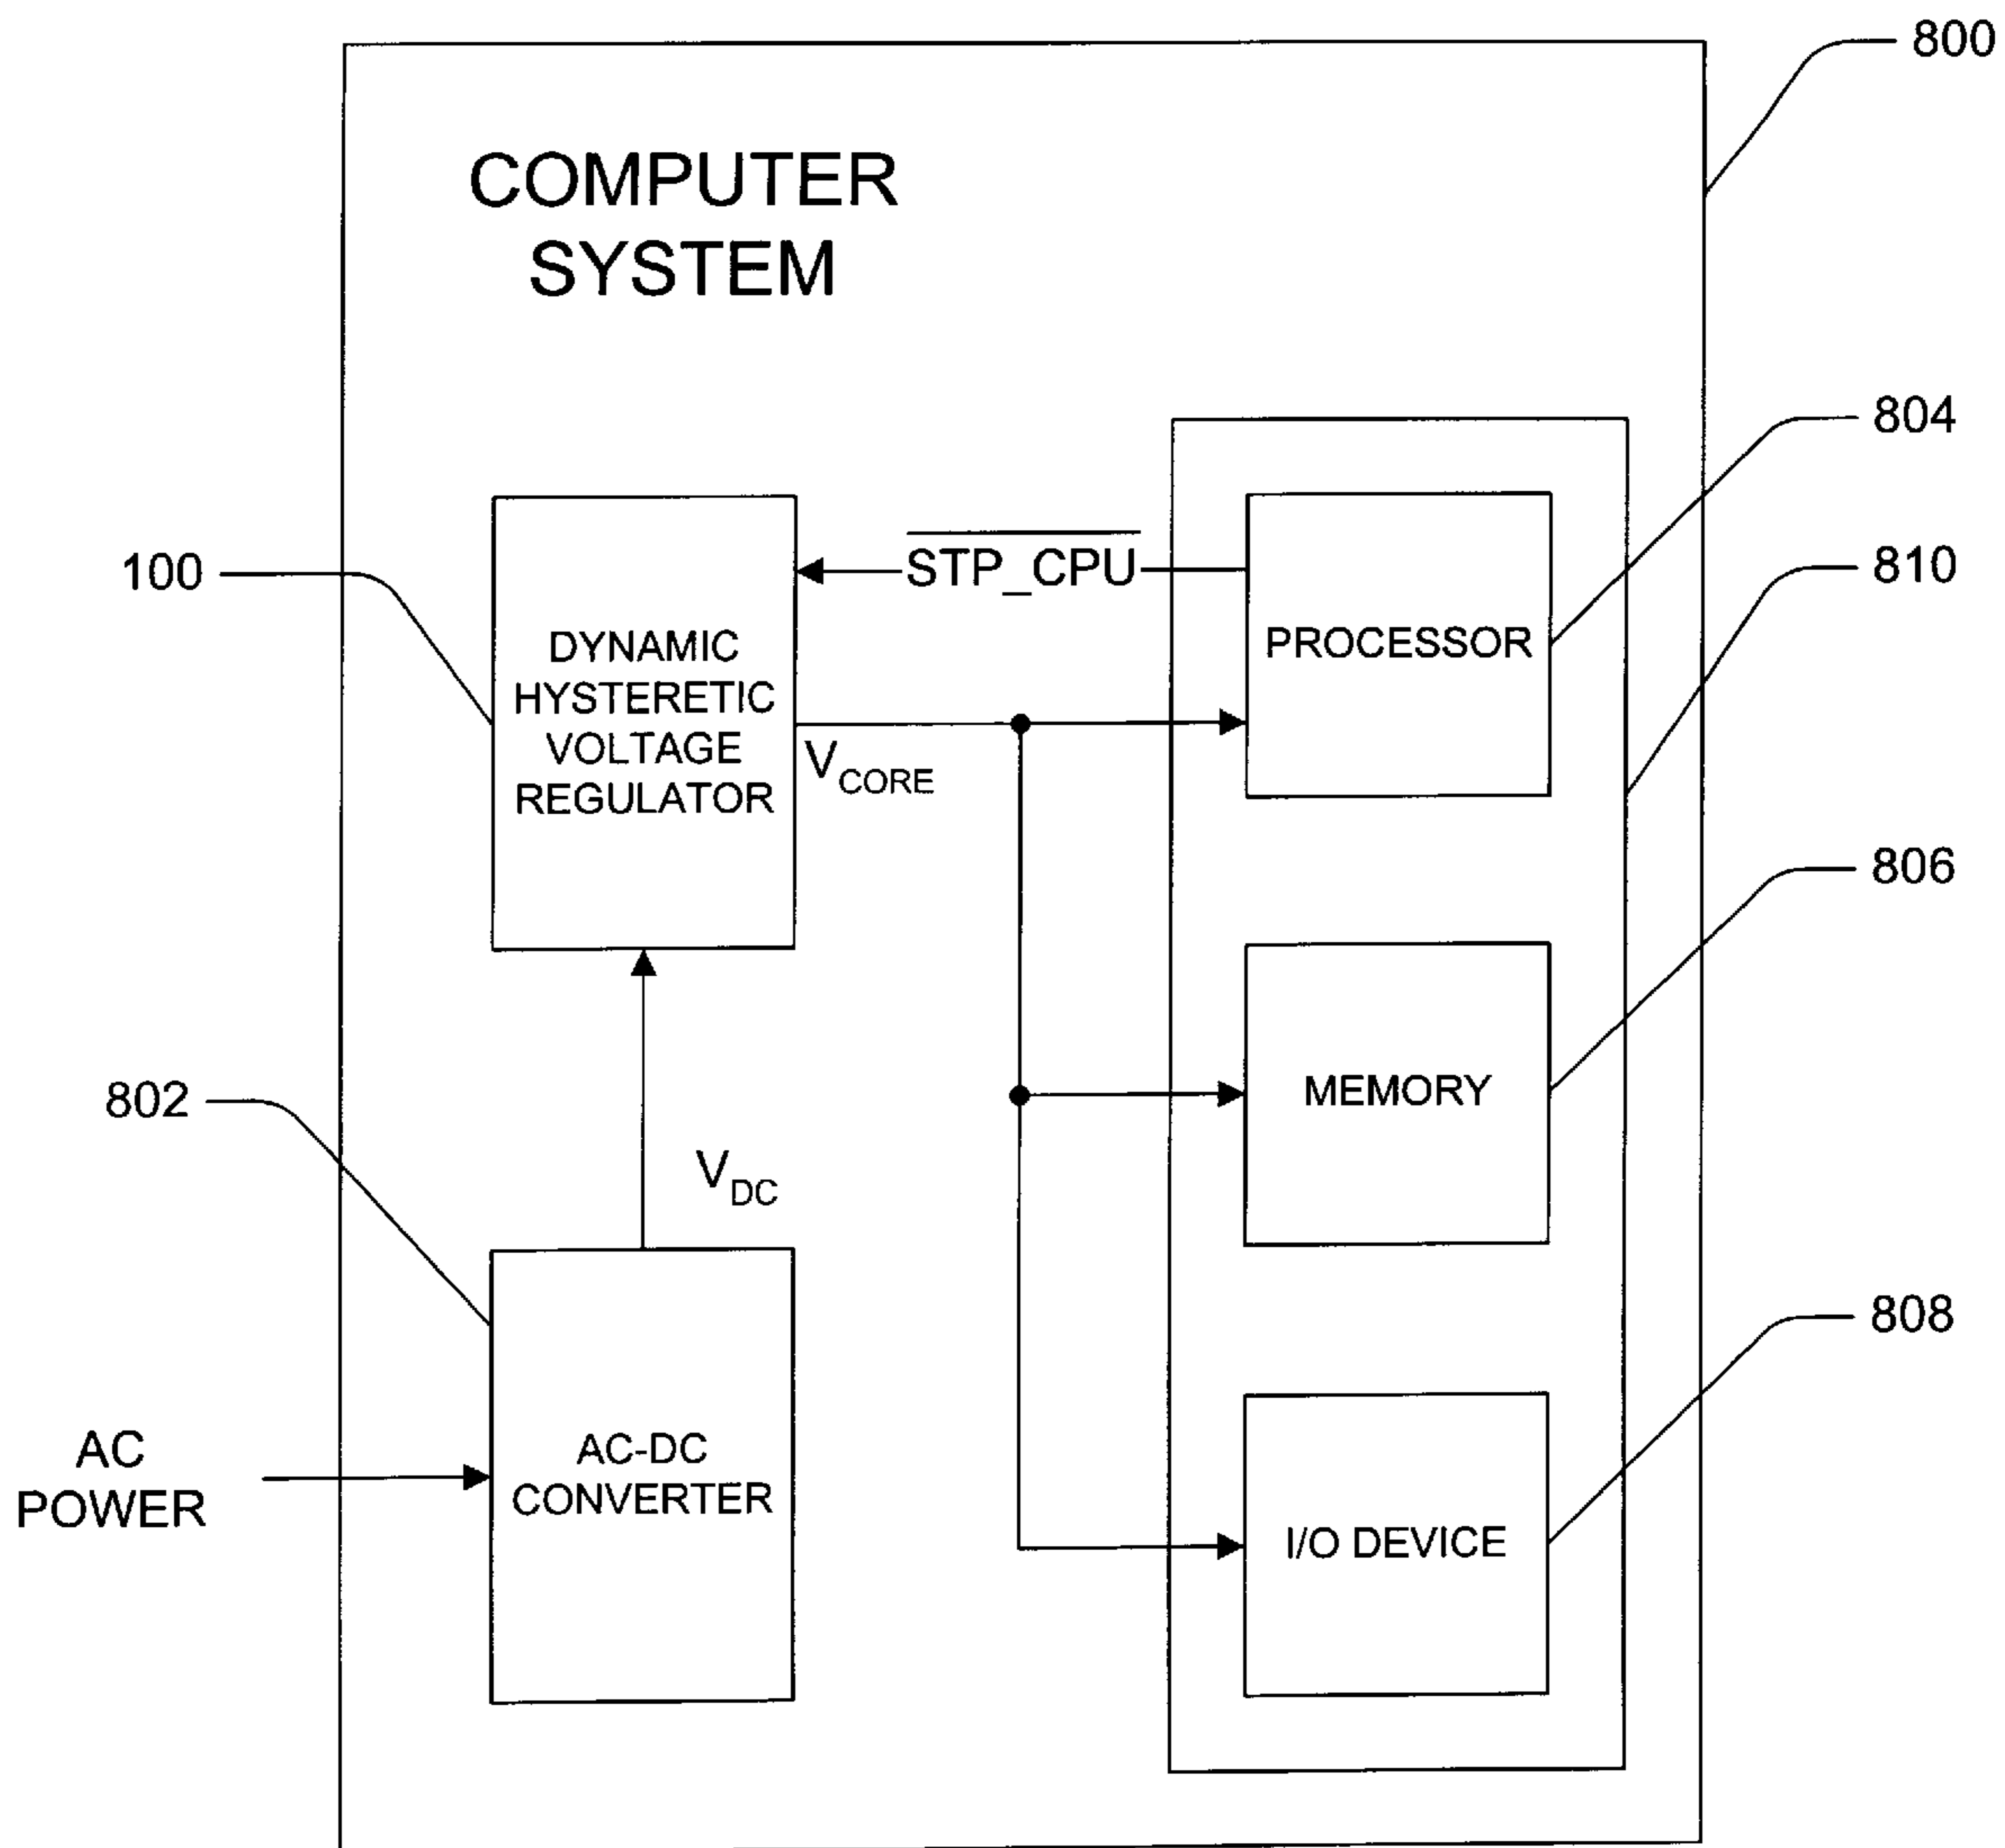 800
COMPUTER
SYSTEM
804
STP_CPU
100
810
DYNAMIC
HYSTERETIC
VOLTAGE
REGULATOR
PROCESSOR
VCORE
806
802
MEMORY
VDC
808
AC
POWER
AC-DC
CONVERTER
I/O DEVICE